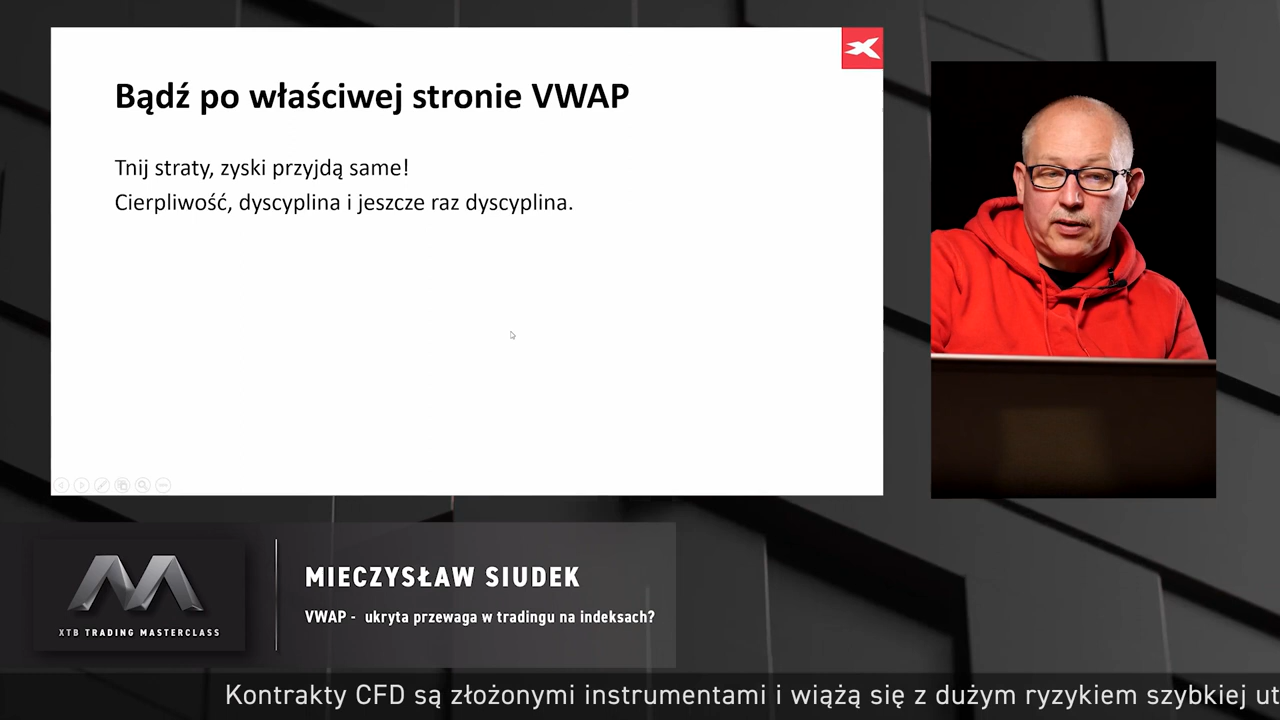 Bądź po właściwej stronie VWAP
Tnij straty, zyski przyjdą same!
Cierpliwość, dyscyplina i jeszcze raz dyscyplina.
MIECZYSŁAW SIUDEK
VWAP - ukryta przewaga w tradingu na indeksach?
XTB TRADING MASTERCLASS
Kontrakty CFD są złożonymi instrumentami i wiążą się z dużym ryzykiem szybkiej ut